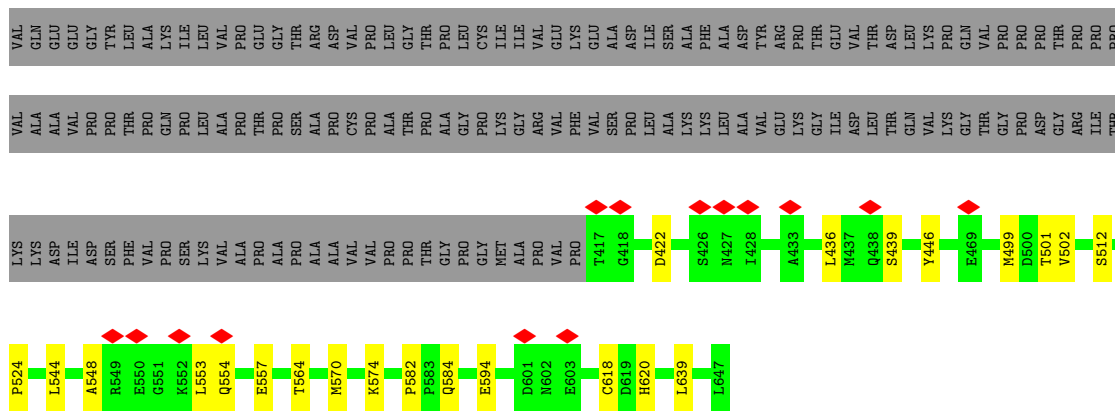 VAL GLN GLU GLU GLY TYR LEU ALA LYS ILE LEU VAL PRO GLU GLY THR ARG ASP VAL PRO LEU GLY THR PRO LEU CYS ILE ILE VAL GLU LYS GLU ALA ASP ILE SER ALA PHE ALA ASP TYR ARG PRO THR GLU VAL THR ASP LEU LYS PRO GLN VAL PRO PRO PRO THR PRO PRO PRO
VAL ALA ALA VAL PRO PRO THR PRO GLN PRO LEU ALA PRO THR PRO SER ALA PRO CYS PRO ALA THR PRO ALA GLY PRO LYS GLY ARG VAL PHE VAL SER PRO LEU ALA LYS LYS LEU ALA VAL GLU LYS GLY ILE ASP LEU THR GLN VAL LYS GLY THR GLY PRO ASP GLY ARG ILE THR
LYS LYS ASP ILE ASP SER PHE VAL PRO SER LYS VAL ALA PRO ALA PRO ALA ALA VAL VAL PRO PRO THR GLY PRO GLY MET ALA PRO VAL PRO T417 G418 D422 S426 N427 I428 A433 L436 M437 Q438 S439 Y446 E469 M499 D500 T501 V502 S512
P524 L544 A548 R549 E550 G551 K552 L553 Q554 E557 T564 M570 K574 P582 P583 Q584 E594 D601 N602 E603 C618 D619 H620 L639 L647